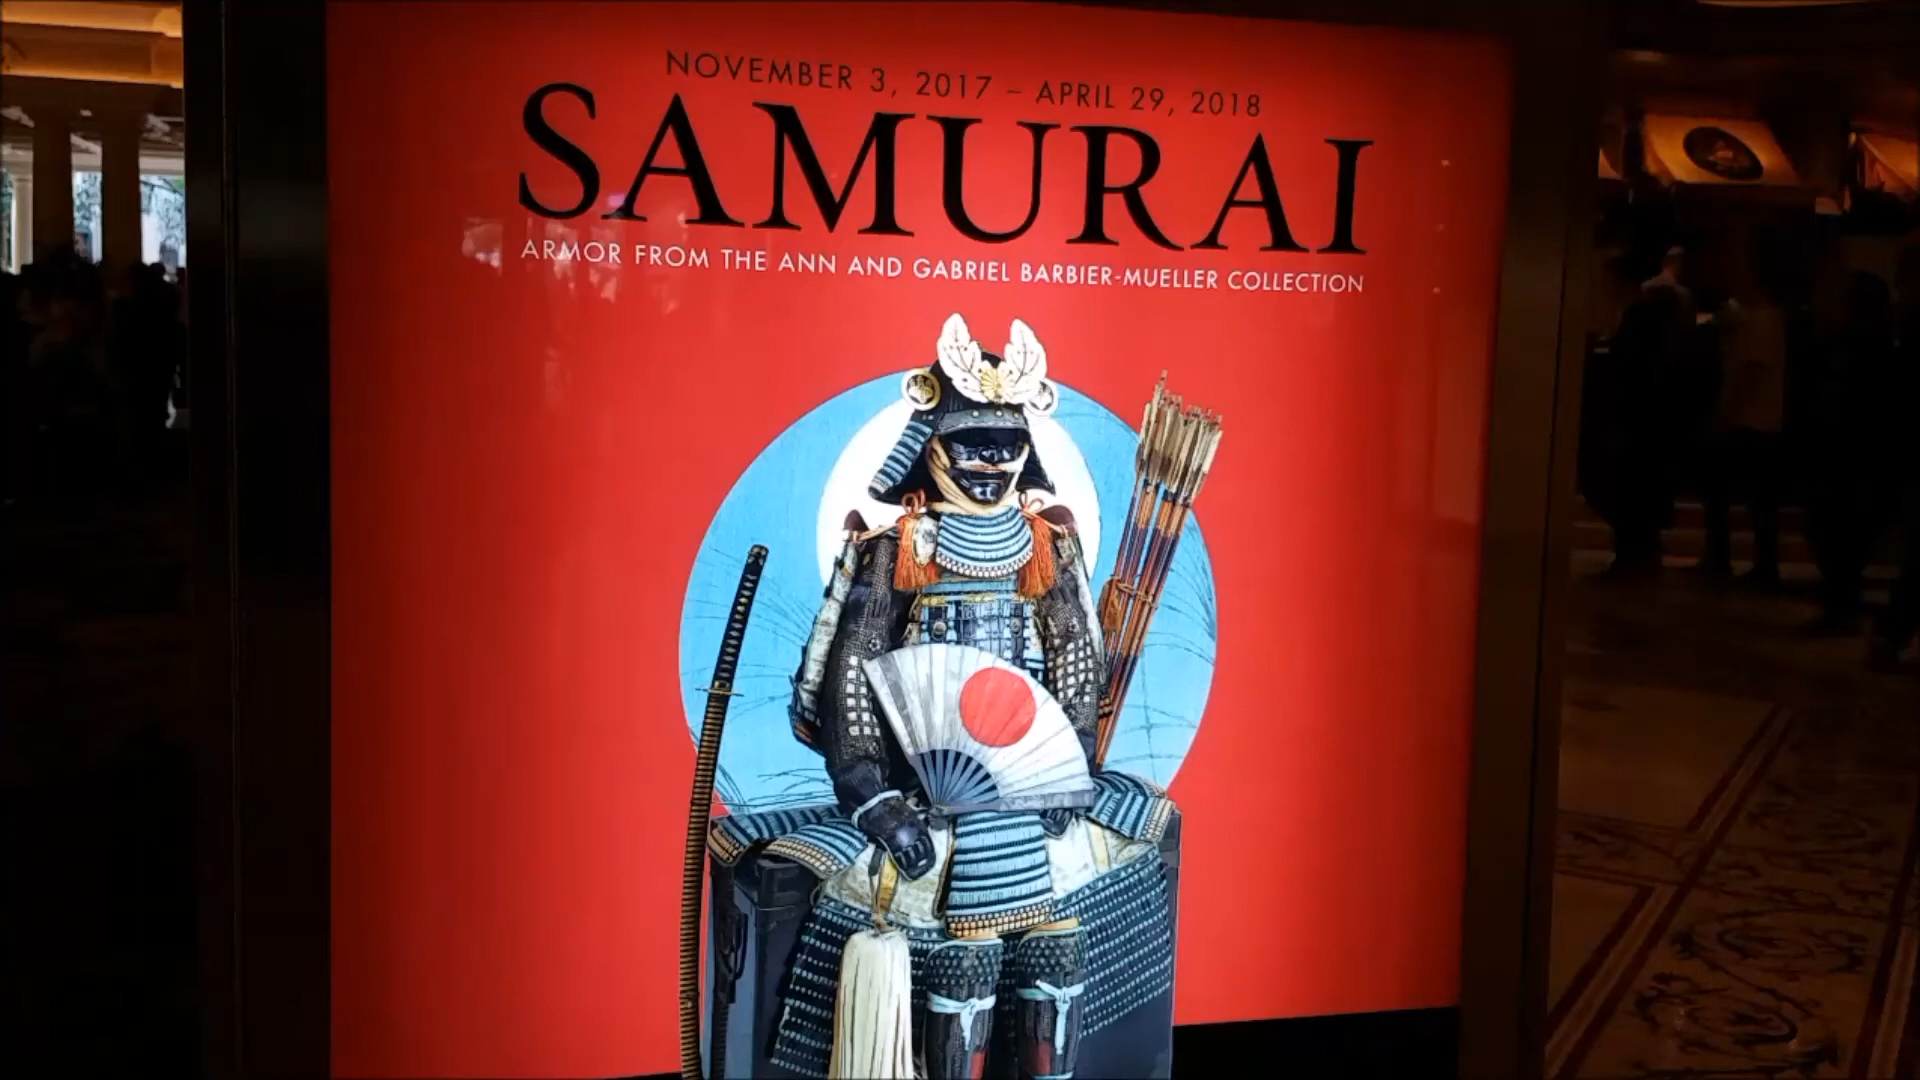 NOVEMBER 3, 2017 – APRIL 29, 2018
SAMURAI
ARMOR FROM THE ANN AND GABRIEL BARBIER-MUELLER COLLECTION